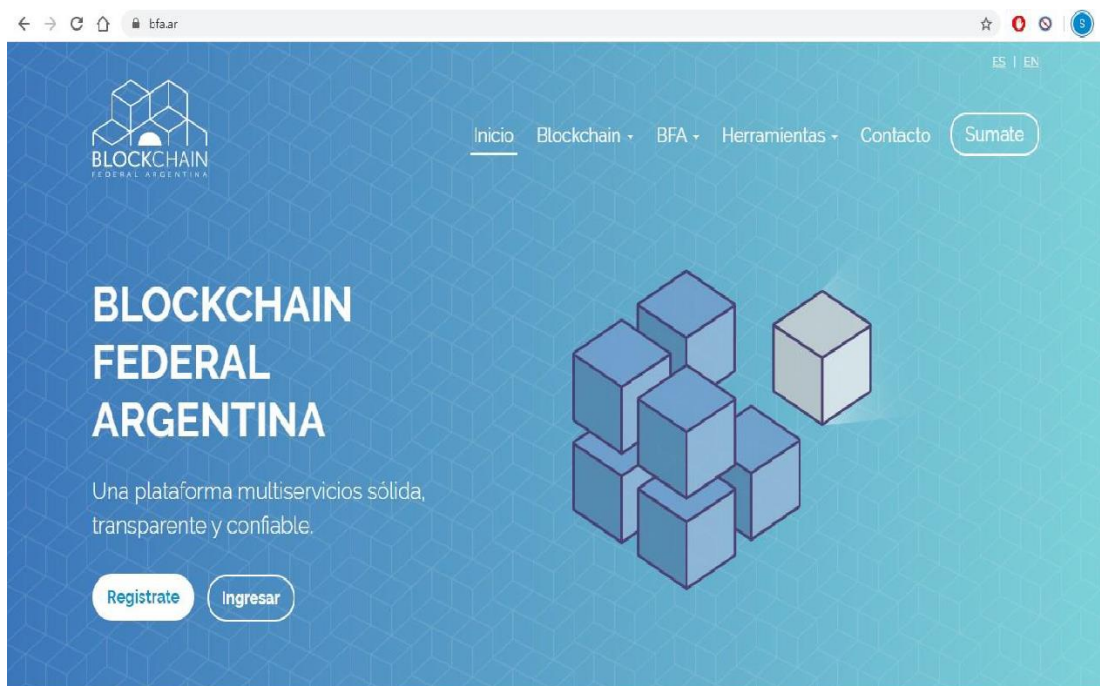 bfa.ar
S
ES | EN
BLOCKCHAIN
FEDERAL ARGENTINA
Inicio Blockchain BFA Herramientas Contacto Sumate
BLOCKCHAIN
FEDERAL
ARGENTINA
Una plataforma multiservicios sólida,
transparente y confiable.
Registrate Ingresar